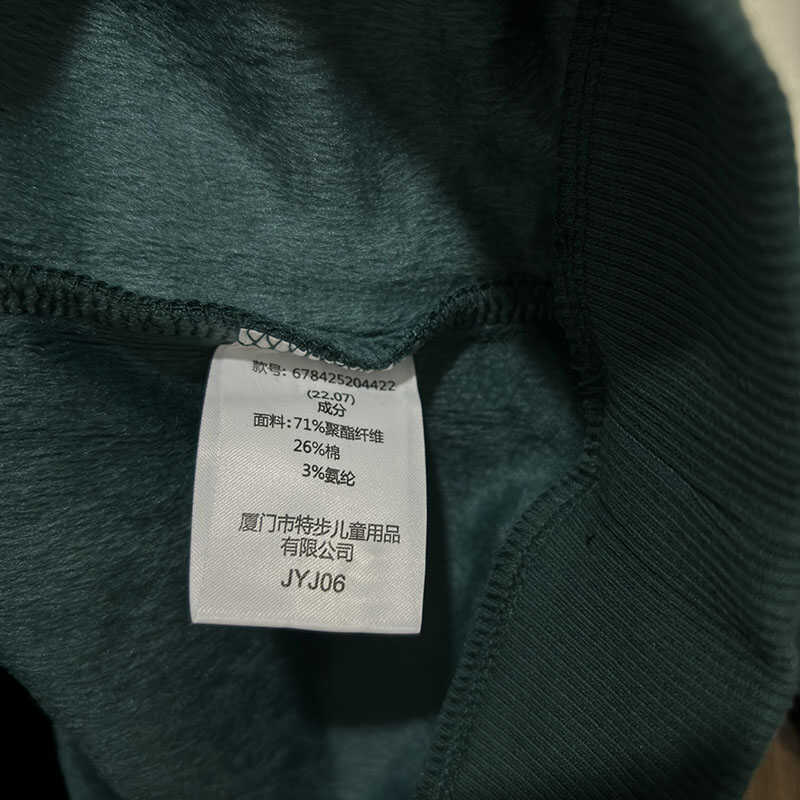 款号: 678425204422
(22.07)
成分
面料:71%聚酯纤维
26%棉
3%氨纶
厦门市特步儿童用品
有限公司
JYJ06